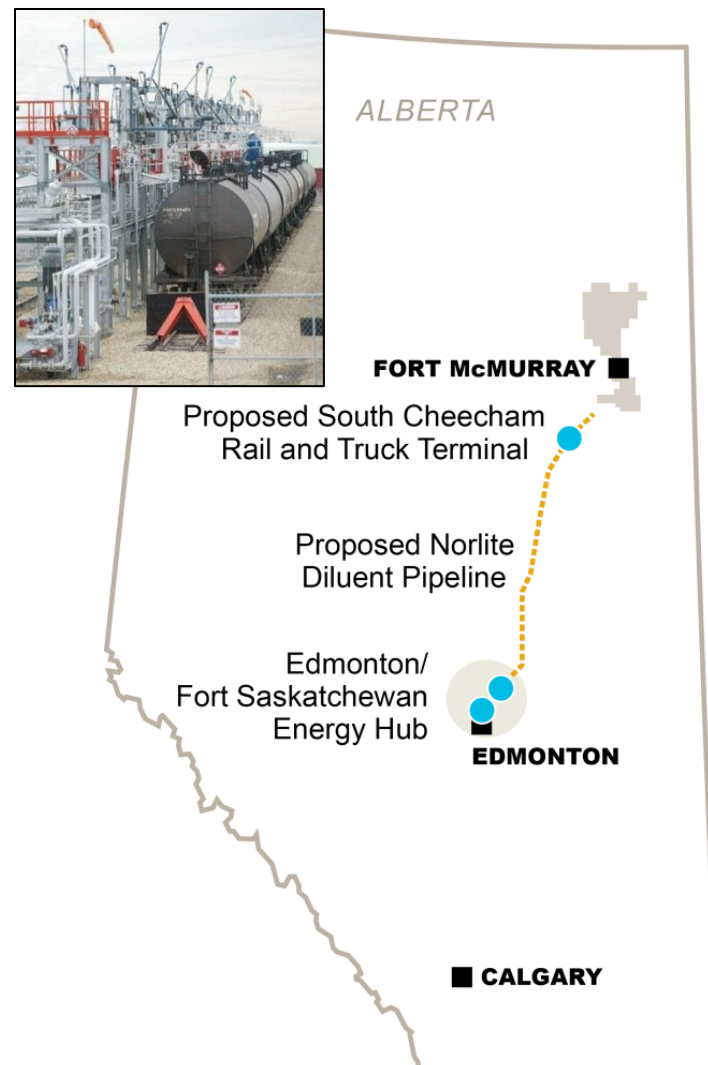 ALBERTA
FORT McMURRAY
Proposed South Cheecham
Rail and Truck Terminal
Proposed Norlite
Diluent Pipeline
Edmonton/
Fort Saskatchewan
Energy Hub
EDMONTON
CALGARY